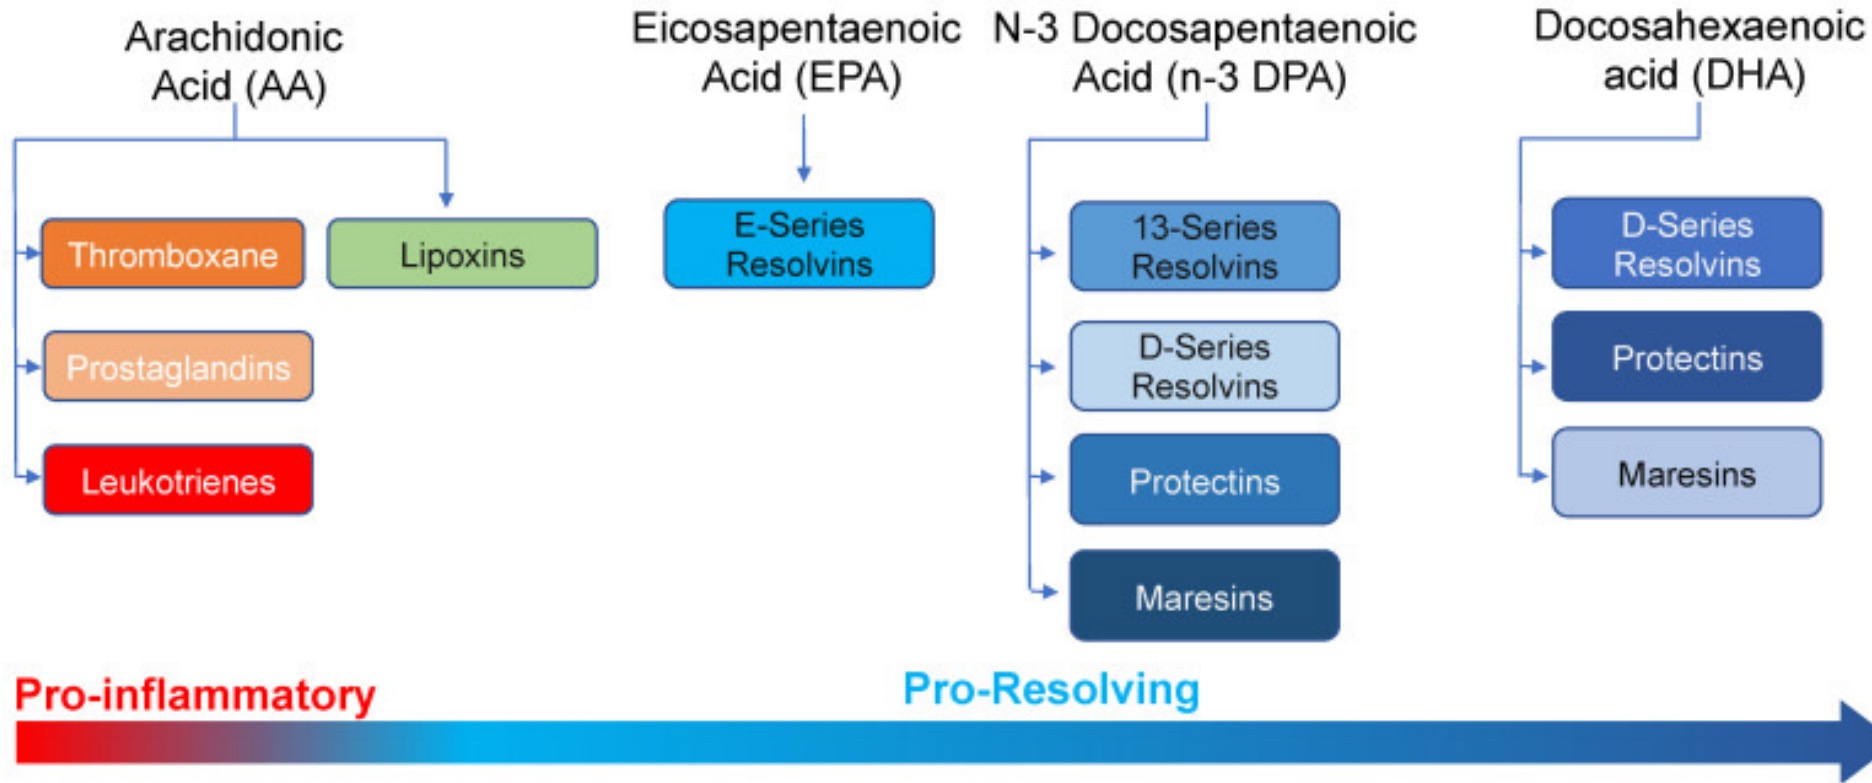 Arachidonic
Acid (AA)
Eicosapentaenoic
Acid (EPA)
N-3 Docosapentaenoic
Acid (n-3 DPA)
Docosahexaenoic
acid (DHA)
Thromboxane
Prostaglandins
Leukotrienes
Lipoxins
E-Series
Resolvins
13-Series
Resolvins
D-Series
Resolvins
Protectins
Maresins
D-Series
Resolvins
Protectins
Maresins
Pro-inflammatory
Pro-Resolving